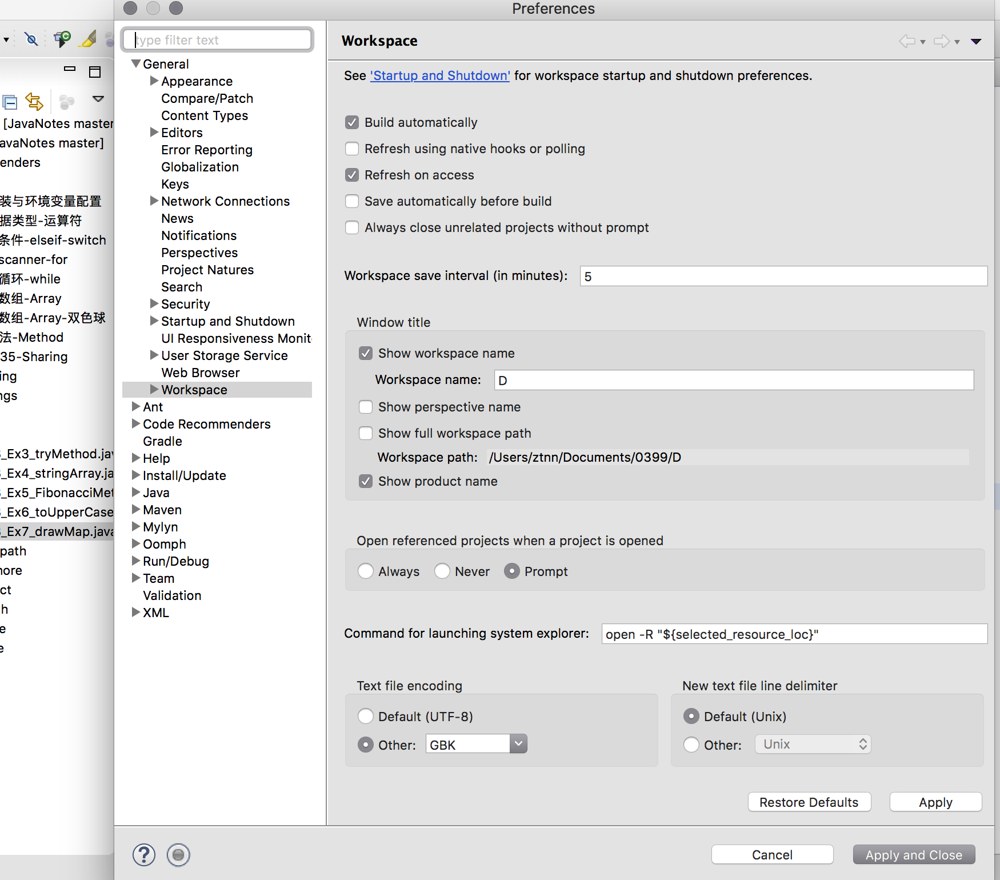 Preferences
type filter text
General
Appearance
Compare/Patch
Content Types
Editors
Error Reporting
Globalization
Keys
Network Connections
News
Notifications
Perspectives
Project Natures
Search
Security
Startup and Shutdown
UI Responsiveness Monit
User Storage Service
Web Browser
Workspace
Ant
Code Recommenders
Gradle
Help
Install/Update
Java
Maven
Mylyn
Oomph
Run/Debug
Team
Validation
XML
Workspace
See 'Startup and Shutdown' for workspace startup and shutdown preferences.
Build automatically
Refresh using native hooks or polling
Refresh on access
Save automatically before build
Always close unrelated projects without prompt
Workspace save interval (in minutes): 5
Window title
Show workspace name
Workspace name: D
Show perspective name
Show full workspace path
Workspace path: /Users/ztnn/Documents/0399/D
Show product name
Open referenced projects when a project is opened
Always Never Prompt
Command for launching system explorer: open -R "${selected_resource_loc}"
Text file encoding
Default (UTF-8)
Other: GBK
New text file line delimiter
Default (Unix)
Other: Unix
Restore Defaults Apply
? Cancel Apply and Close
[JavaNotes master
avaNotes master]
enders
装与环境变量配置
据类型-运算符
条件-elseif-switch
scanner-for
循环-while
数组-Array
数组-Array-双色球
法-Method
35-Sharing
ing
ngs
_Ex3_tryMethod.jav
_Ex4_stringArray.ja
_Ex5_FibonacciMet
_Ex6_toUpperCase
_Ex7_drawMap.java
path
nore
ct
th
e
e